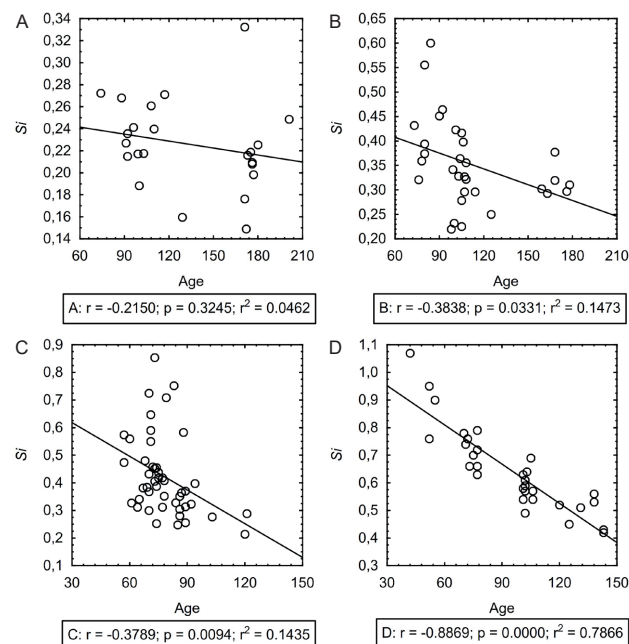 A
B
0,34
0,32
0,30
0,28
0,26
0,24
0,22
0,20
0,18
0,16
0,14
Si
60 90 120 150 180 210
Age
A: r = -0.2150; p = 0.3245; r² = 0.0462
0,65
0,60
0,55
0,50
0,45
0,40
0,35
0,30
0,25
0,20
Si
60 90 120 150 180 210
Age
B: r = -0.3838; p = 0.0331; r² = 0.1473
C
D
0,9
0,8
0,7
0,6
0,5
0,4
0,3
0,2
0,1
Si
30 60 90 120 150
Age
C: r = -0.3789; p = 0.0094; r² = 0.1435
1,1
1,0
0,9
0,8
0,7
0,6
0,5
0,4
0,3
Si
30 60 90 120 150
Age
D: r = -0.8869; p = 0.0000; r² = 0.7866